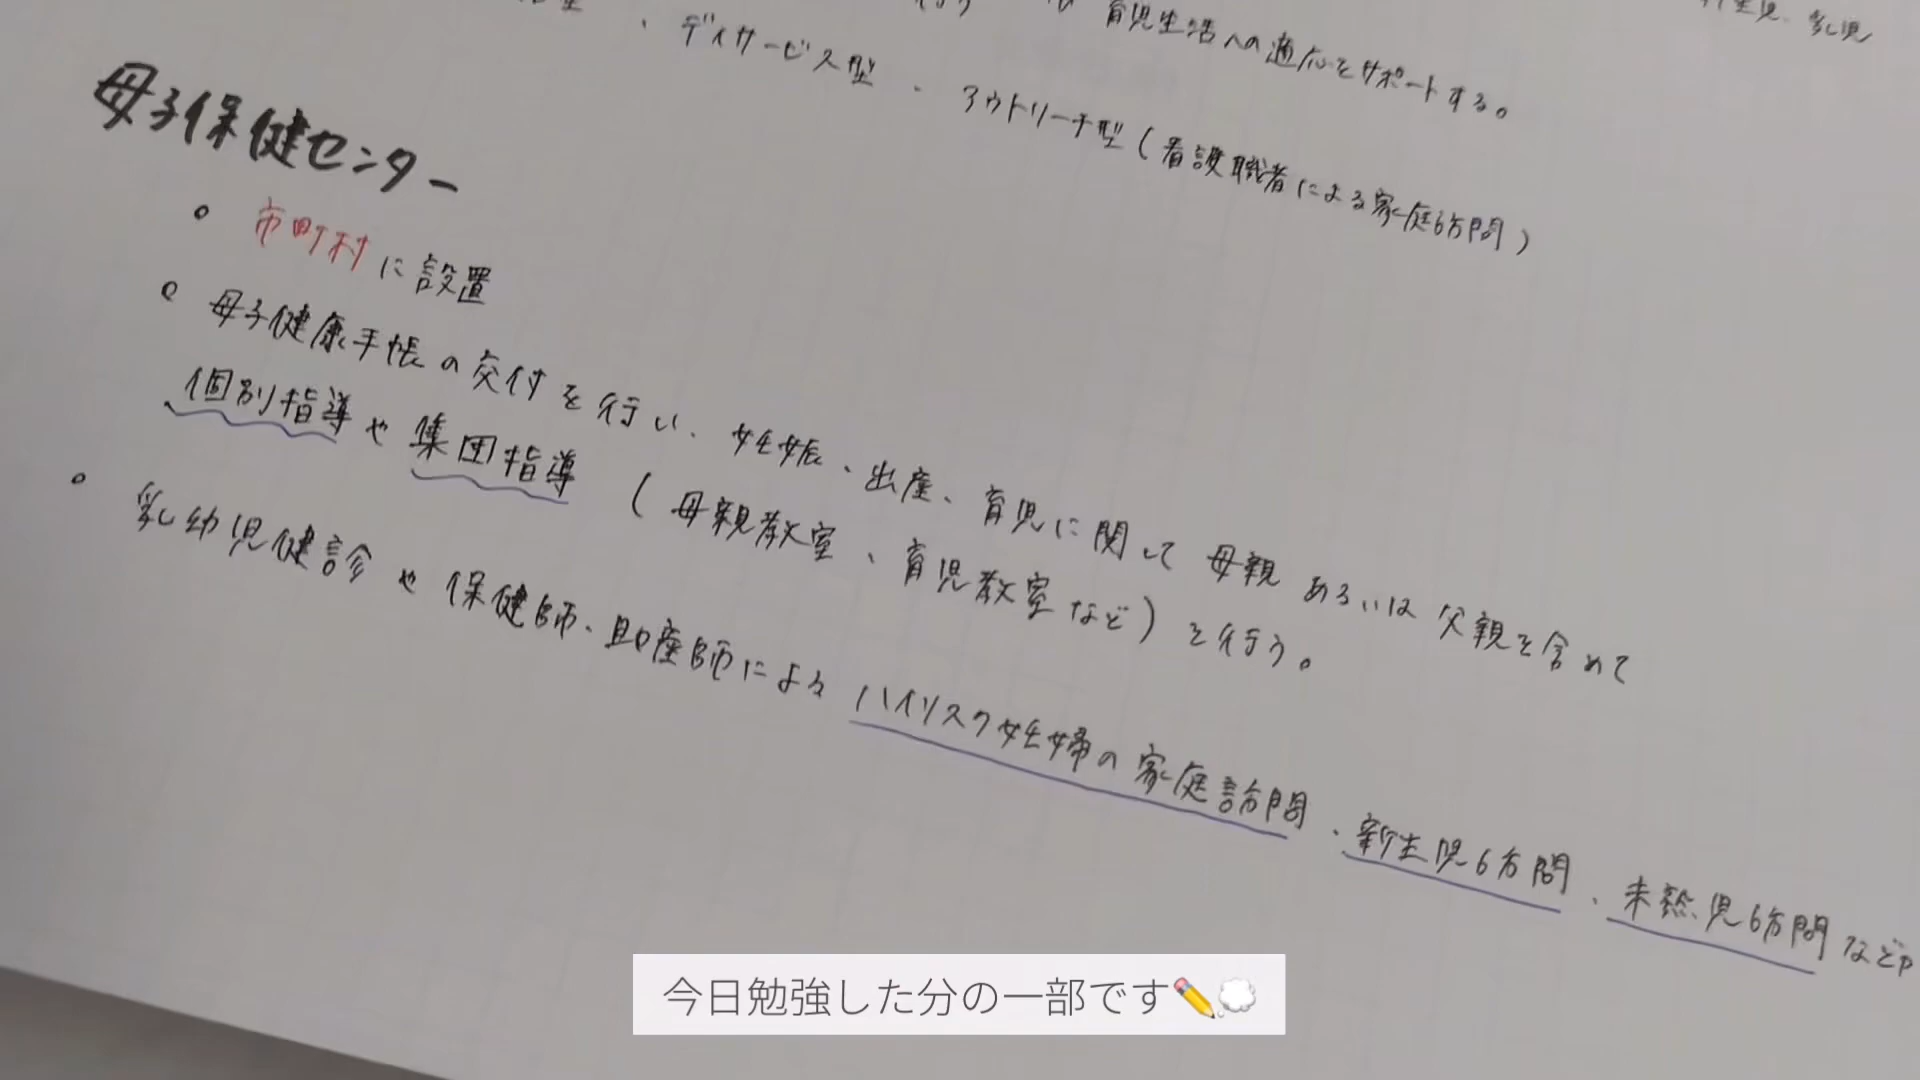 育児生活への適応をサポートする。
乳児
、デイサービス型、アウトリーチ型(看護職者による家庭訪問)
母子保健センター
○ 市町村に設置
○ 母子健康手帳の交付を行い、妊娠、出産、育児に関して母親あるいは父親を含めて
個別指導や集団指導(母親教室、育児教室など)を行う。
○ 乳幼児健診や保健師、助産師によるハイリスク妊婦の家庭訪問、新生児訪問、未熟児訪問などや
今日勉強した分の一部です✏️💭